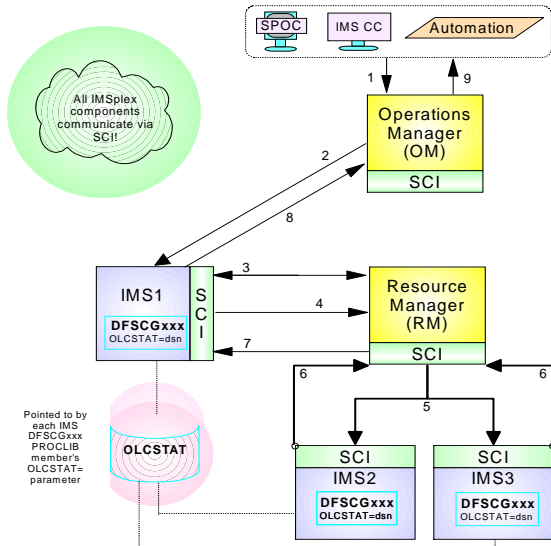 SPOC
IMS CC
Automation
1
9
All IMSplex
components
communicate via
SCI!
Operations
Manager
(OM)
SCI
2
8
IMS1
DFSCGxxx
OLCSTAT=dsn
SCI
3
4
7
Resource
Manager
(RM)
SCI
6
6
5
Pointed to by
each IMS
DFSCGxxx
PROCLIB
member's
OLCSTAT=
parameter
OLCSTAT
SCI
IMS2
DFSCGxxx
OLCSTAT=dsn
SCI
IMS3
DFSCGxxx
OLCSTAT=dsn